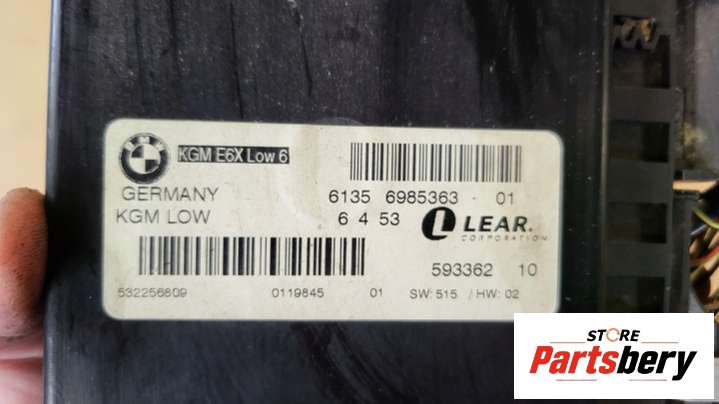 BMW
KGM E6X Low 6
GERMANY 6135 6985363 - 01
KGM LOW 6 4 53 L LEAR.
CORPORATION
593362 10
532256809 0119845 01 SW: 515 / HW: 02
STORE
Partsbery